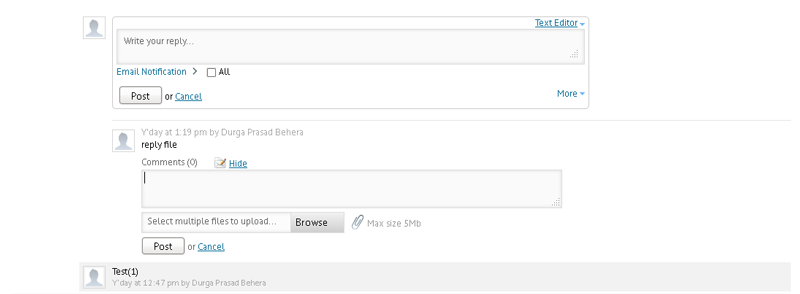 Text Editor
Write your reply...
Email Notification > All
Post or Cancel
More
Y'day at 1:19 pm by Durga Prasad Behera
reply file
Comments (0) Hide
Select multiple files to upload... Browse Max size 5Mb
Post or Cancel
Test(1)
Y'day at 12:47 pm by Durga Prasad Behera